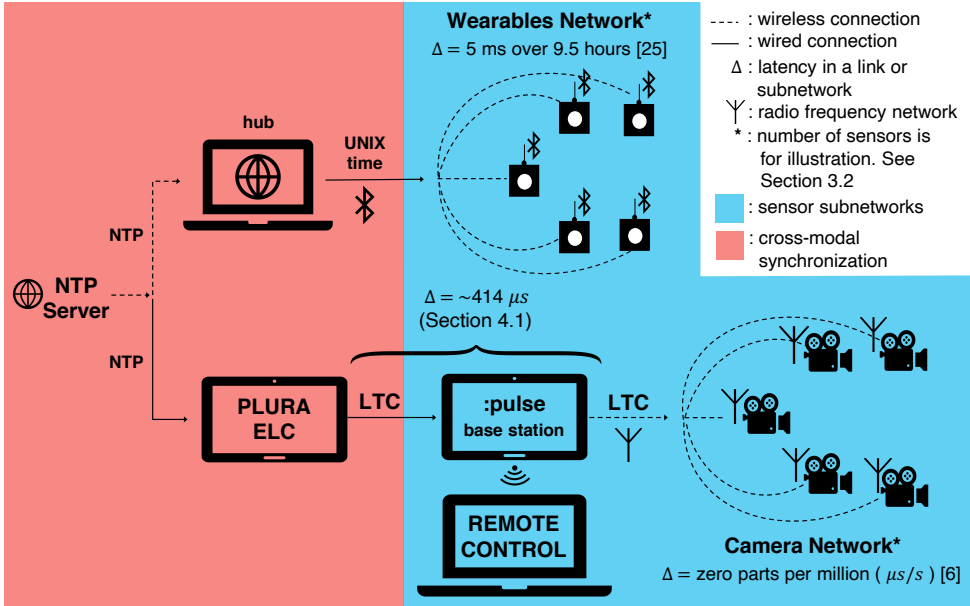 Wearables Network*
Δ = 5 ms over 9.5 hours [25]
: wireless connection
: wired connection
Δ : latency in a link or
subnetwork
: radio frequency network
* : number of sensors is
for illustration. See
Section 3.2
: sensor subnetworks
: cross-modal
synchronization
hub
UNIX
time
NTP
NTP
Server
NTP
Δ = ~414 μs
(Section 4.1)
PLURA
ELC
LTC
:pulse
base station
LTC
REMOTE
CONTROL
Camera Network*
Δ = zero parts per million ( μs/s ) [6]